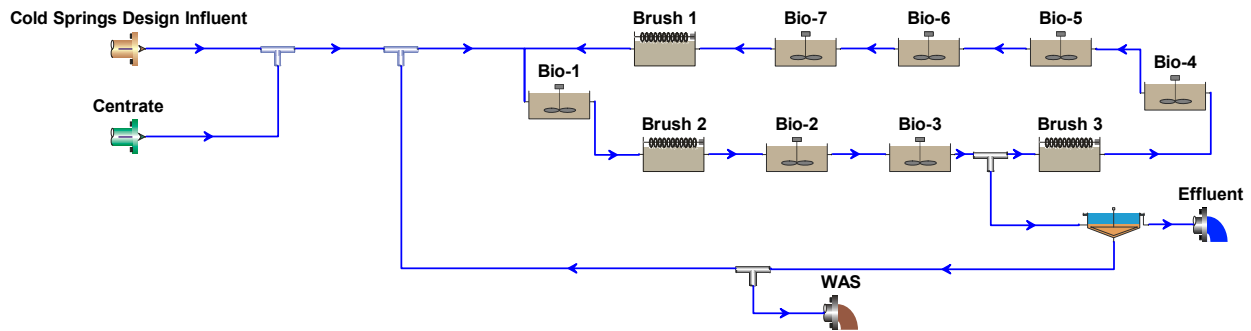 Cold Springs Design Influent
Brush 1
Bio-7
Bio-6
Bio-5
Bio-1
Bio-4
Centrate
Brush 2
Bio-2
Bio-3
Brush 3
Effluent
WAS